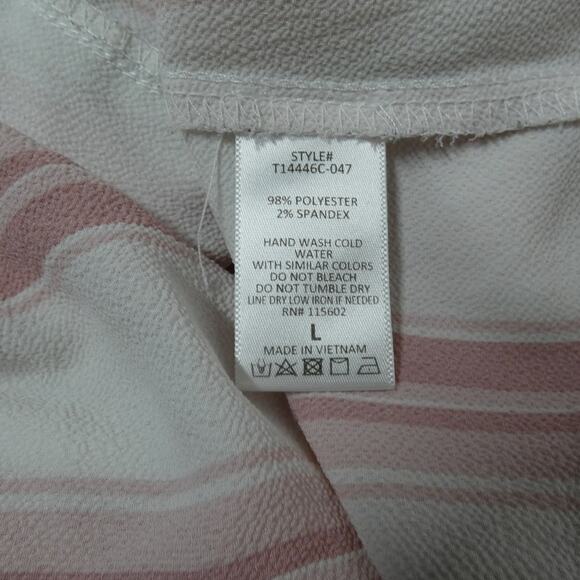 STYLE#
T14446C-047
98% POLYESTER
2% SPANDEX
HAND WASH COLD
WATER
WITH SIMILAR COLORS
DO NOT BLEACH
DO NOT TUMBLE DRY
LINE DRY LOW IRON IF NEEDED
RN# 115602
L
MADE IN VIETNAM